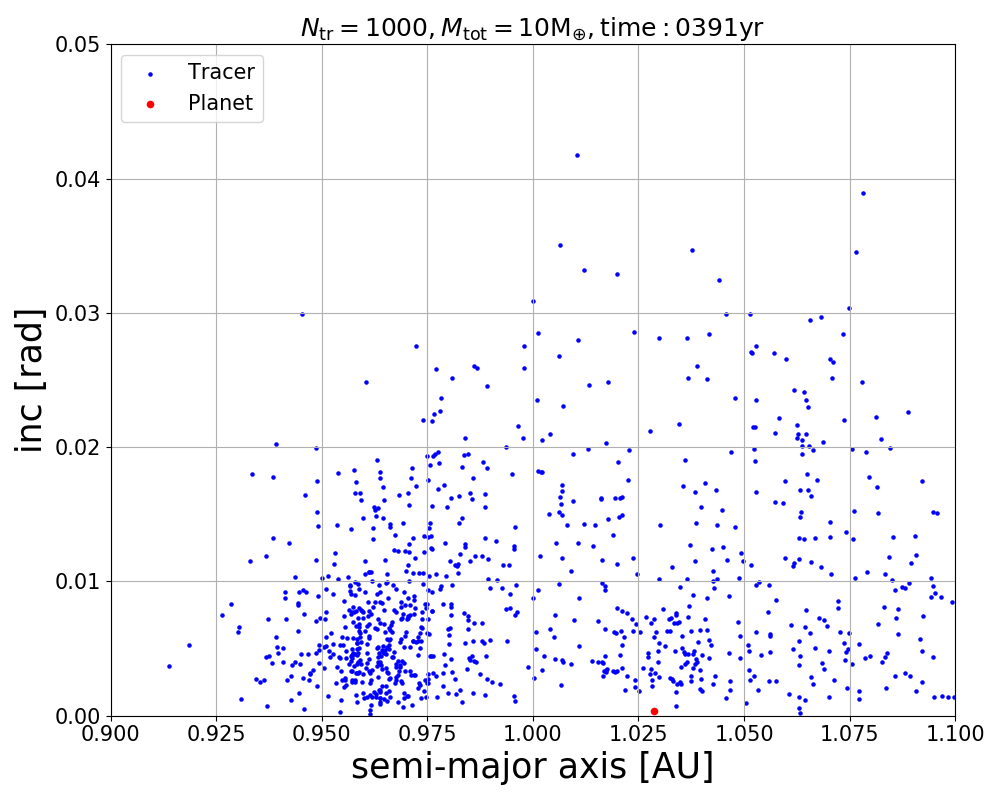 N_tr = 1000, M_tot = 10M_⊕, time : 0391yr
Tracer
Planet
inc [rad]
0.05
0.04
0.03
0.02
0.01
0.00
0.900 0.925 0.950 0.975 1.000 1.025 1.050 1.075 1.100
semi-major axis [AU]